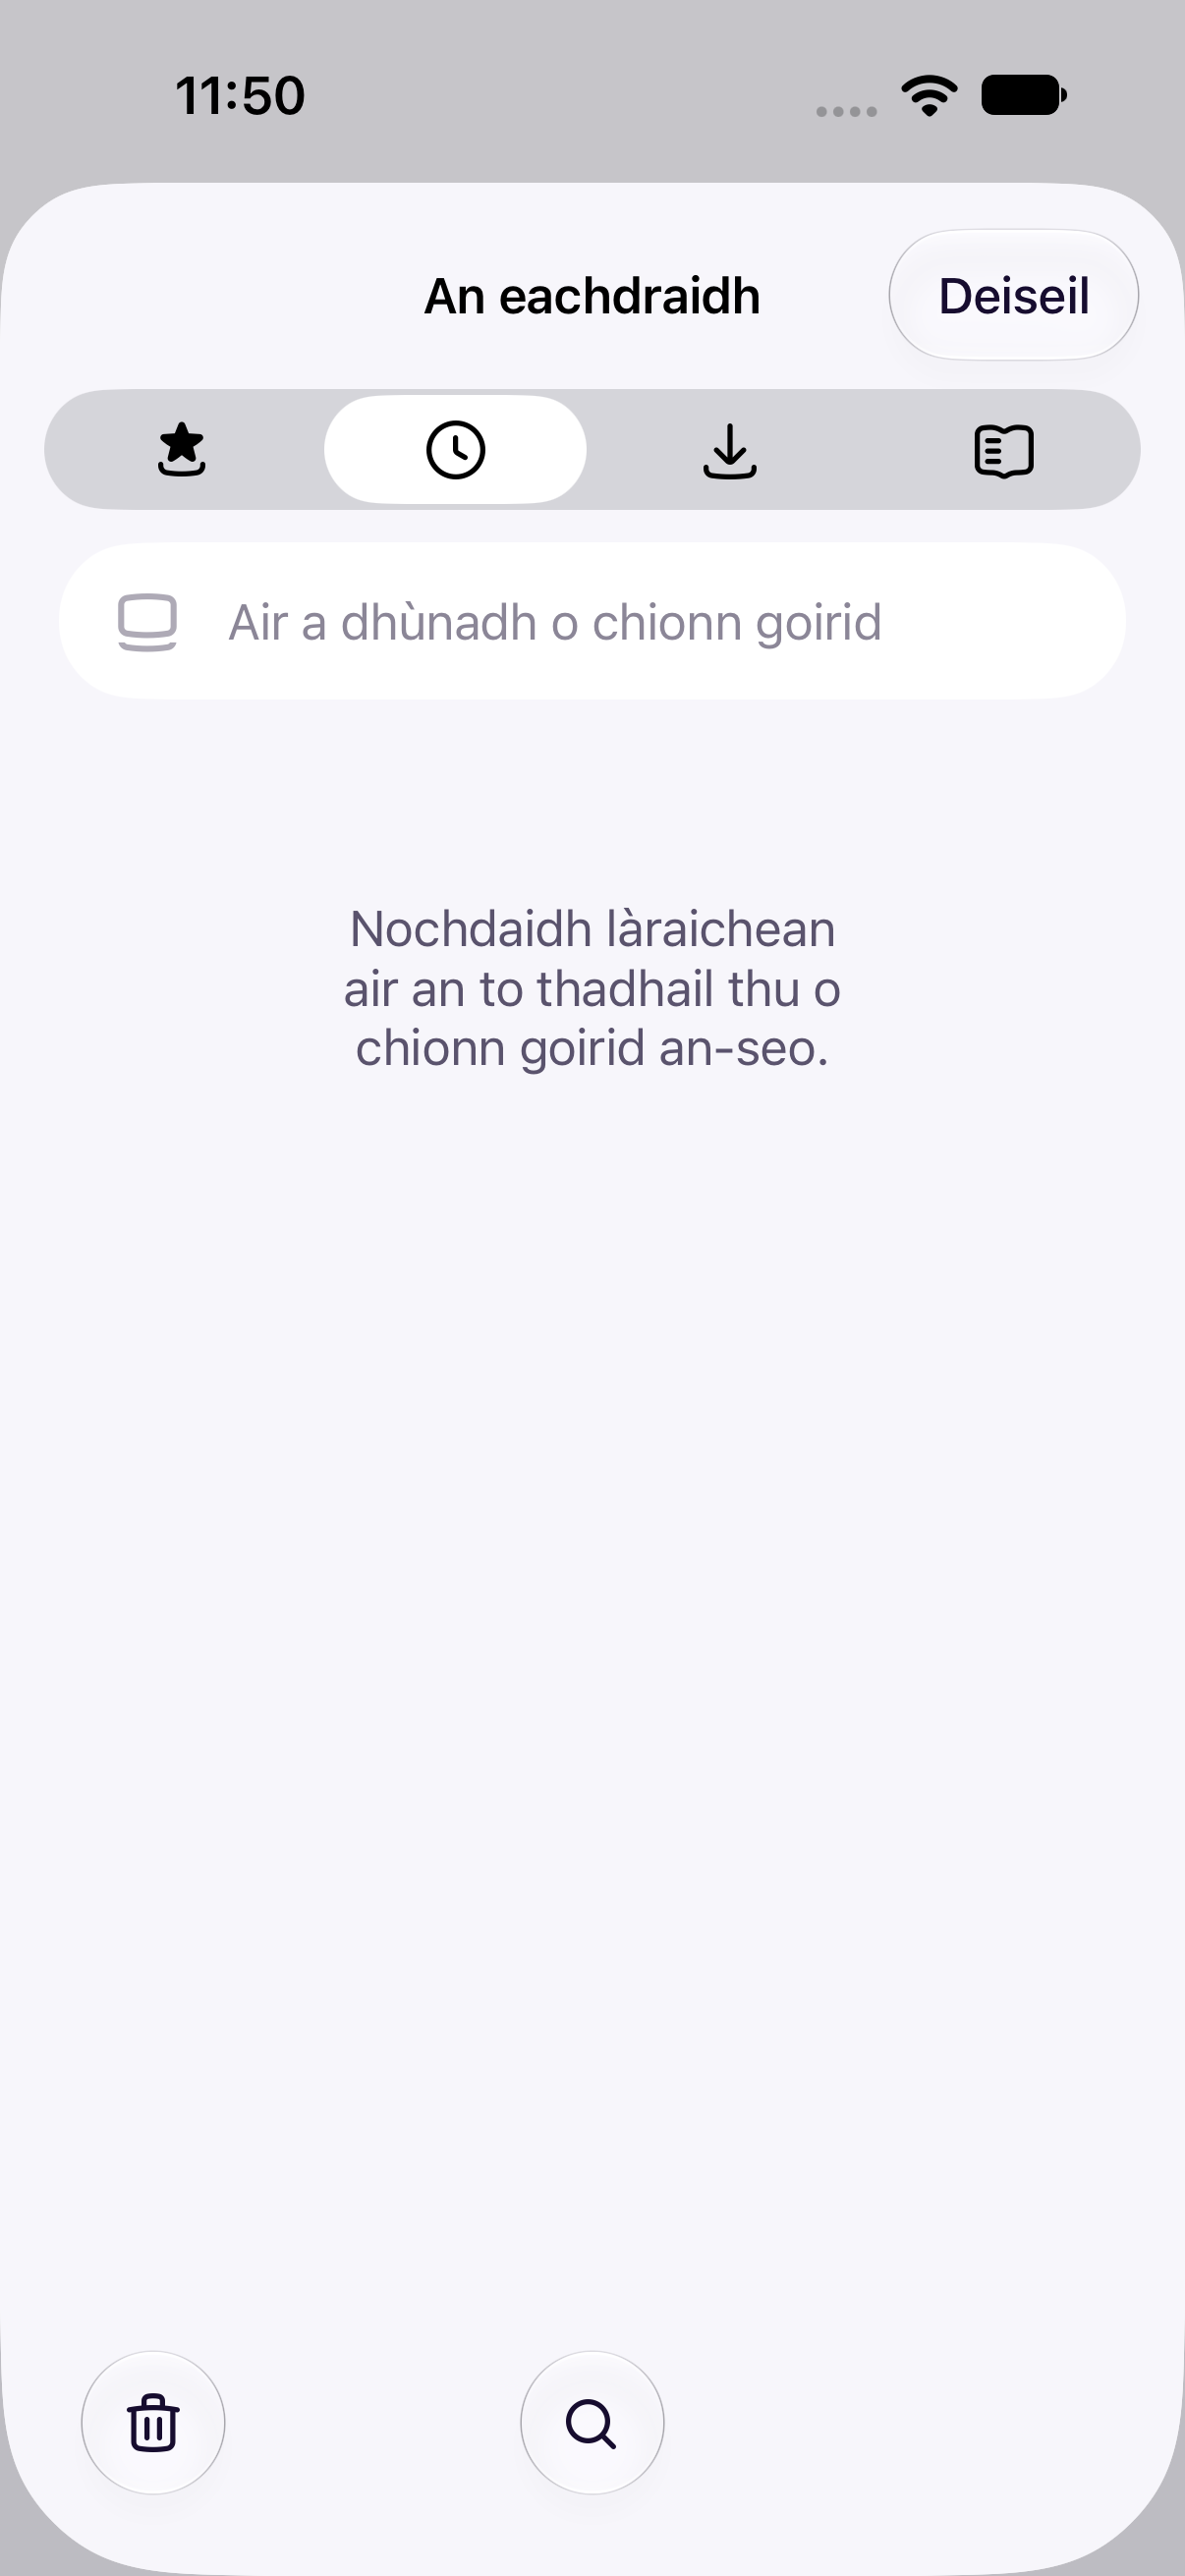 11:50
An eachdraidh
Deiseil
Air a dhùnadh o chionn goirid
Nochdaidh làraichean
air an to thadhail thu o
chionn goirid an-seo.